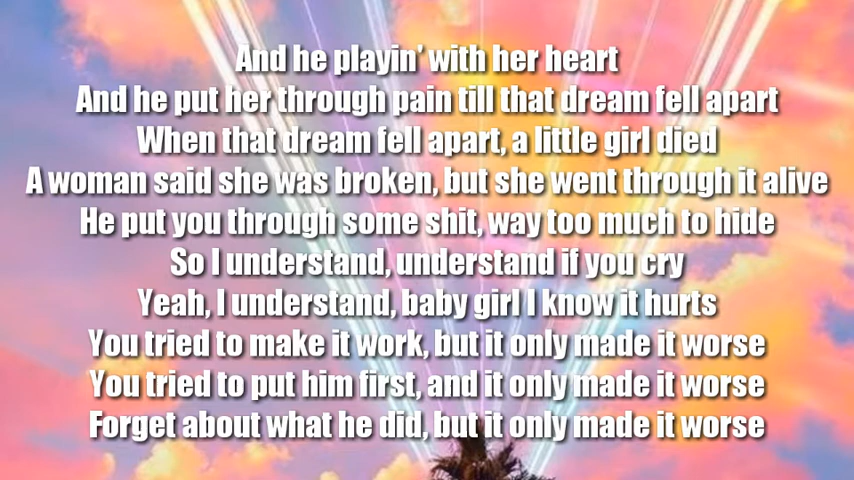 And he playin' with her heart
And he put her through pain till that dream fell apart
When that dream fell apart, a little girl died
A woman said she was broken, but she went through it alive
He put you through some shit, way too much to hide
So I understand, understand if you cry
Yeah, I understand, baby girl I know it hurts
You tried to make it work, but it only made it worse
You tried to put him first, and it only made it worse
Forget about what he did, but it only made it worse